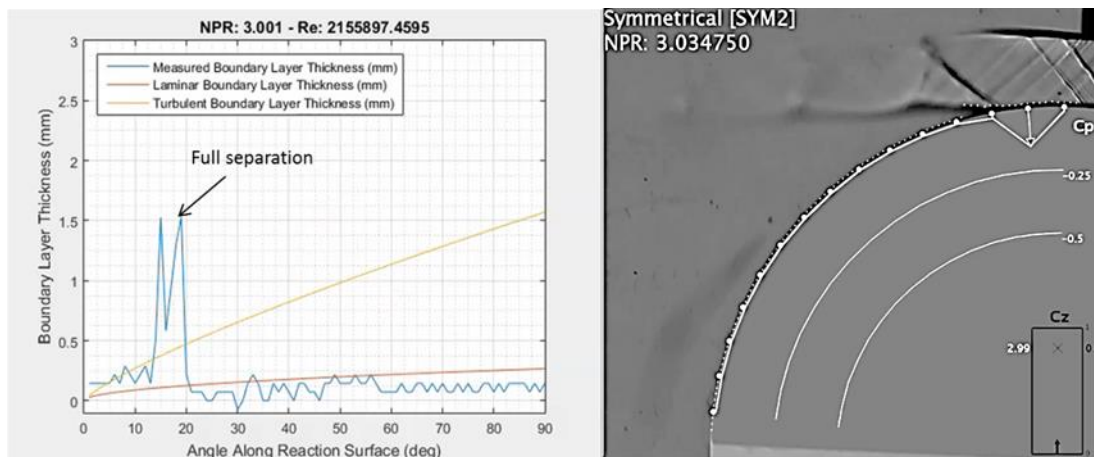 NPR: 3.001 - Re: 2155897.4595
Measured Boundary Layer Thickness (mm)
Laminar Boundary Layer Thickness (mm)
Turbulent Boundary Layer Thickness (mm)
Full separation
Boundary Layer Thickness (mm)
3
2.5
2
1.5
1
0.5
0
0 10 20 30 40 50 60 70 80 90
Angle Along Reaction Surface (deg)
Symmetrical [SYM2]
NPR: 3.034750
Cp
-0.25
-0.5
Cz
1
2.99 0
0